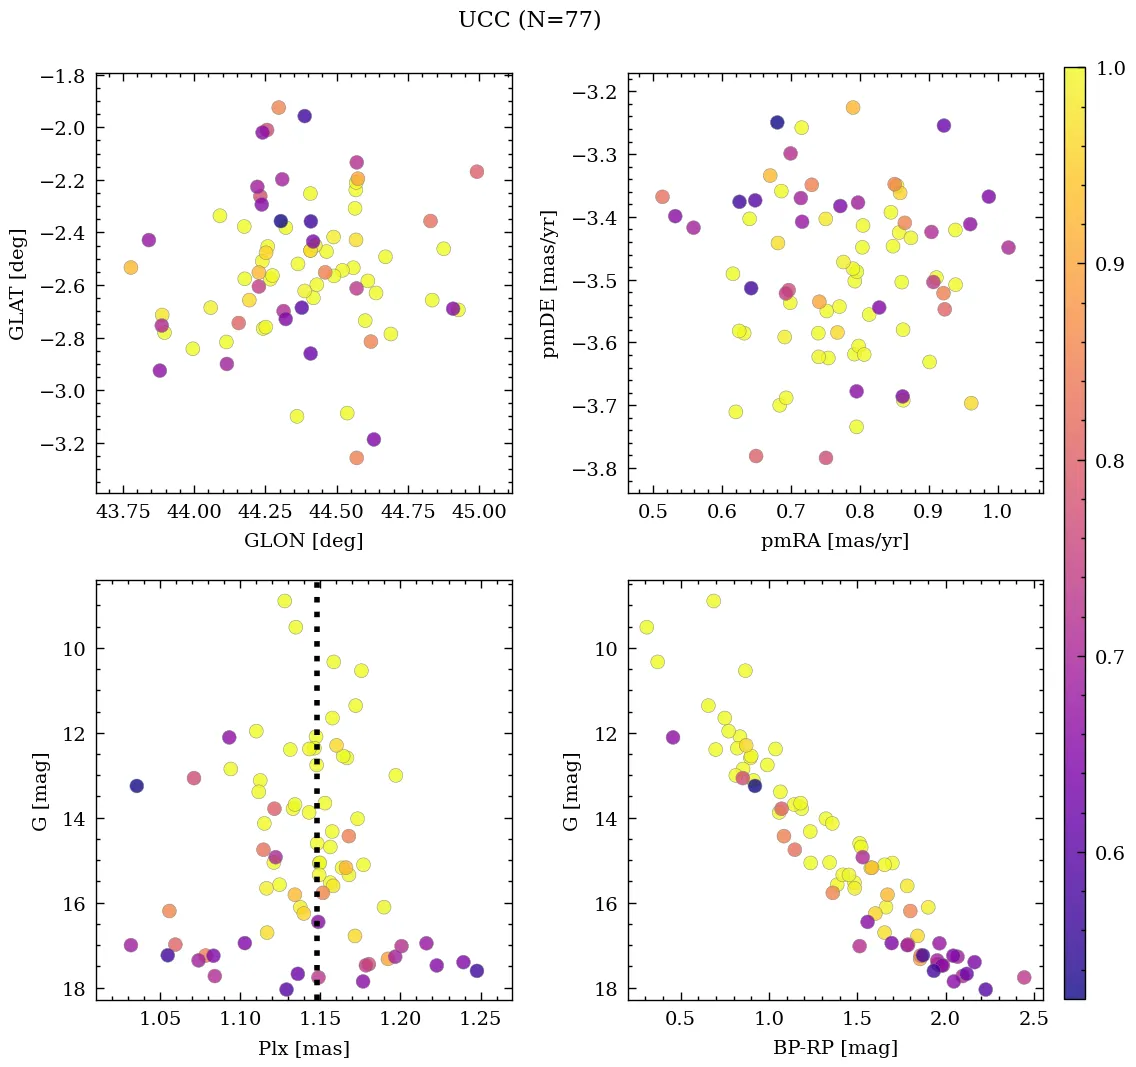 UCC (N=77)
−1.8
−2.0
−2.2
−2.4
−2.6
−2.8
−3.0
−3.2
GLAT [deg]
43.75 44.00 44.25 44.50 44.75 45.00
GLON [deg]
−3.2
−3.3
−3.4
−3.5
−3.6
−3.7
−3.8
pmDE [mas/yr]
0.5 0.6 0.7 0.8 0.9 1.0
pmRA [mas/yr]
10
12
14
16
18
G [mag]
1.05 1.10 1.15 1.20 1.25
Plx [mas]
10
12
14
16
18
G [mag]
0.5 1.0 1.5 2.0 2.5
BP-RP [mag]
1.0
0.9
0.8
0.7
0.6